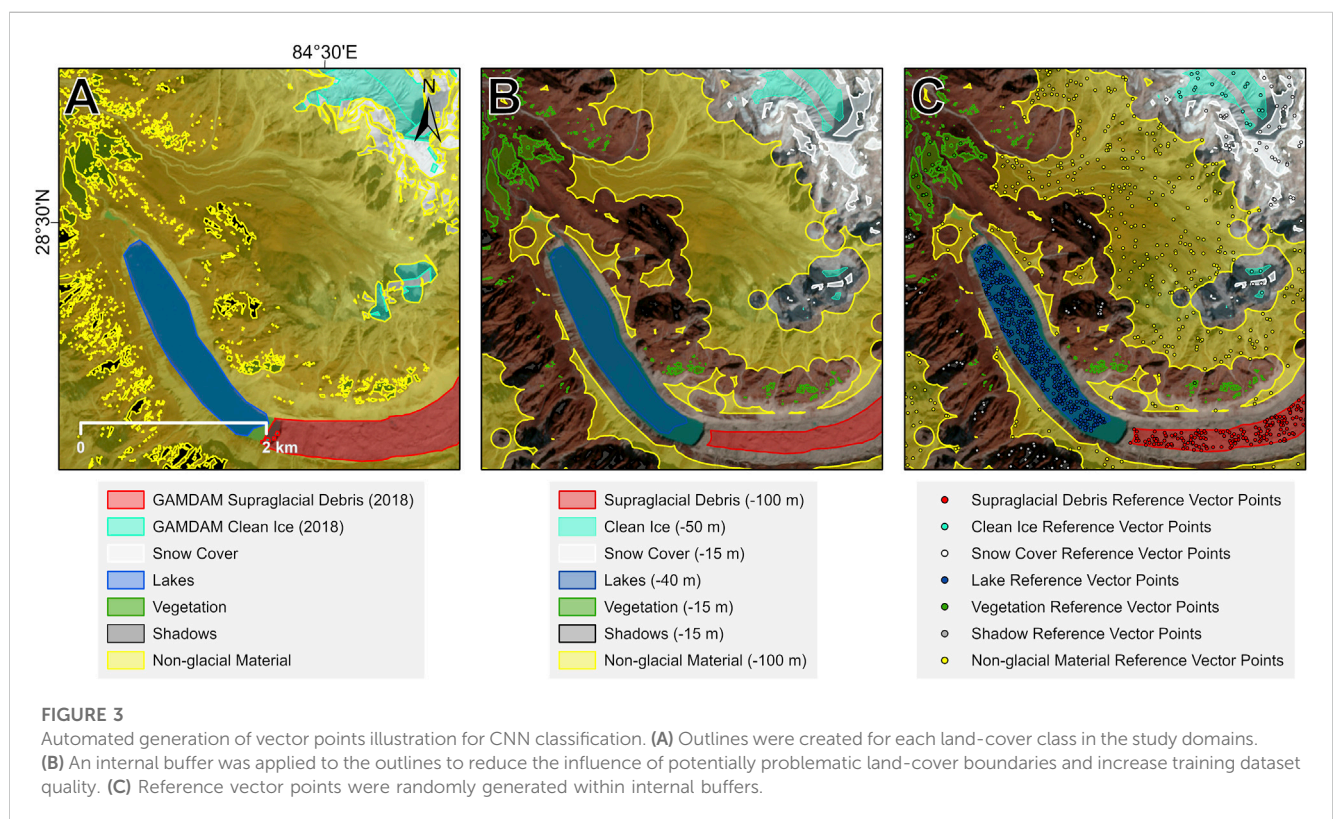 84°30'E
28°30'N
A
N
B
C
0
2 km
GAMDAM Supraglacial Debris (2018)
GAMDAM Clean Ice (2018)
Snow Cover
Lakes
Vegetation
Shadows
Non-glacial Material
Supraglacial Debris (-100 m)
Clean Ice (-50 m)
Snow Cover (-15 m)
Lakes (-40 m)
Vegetation (-15 m)
Shadows (-15 m)
Non-glacial Material (-100 m)
Supraglacial Debris Reference Vector Points
Clean Ice Reference Vector Points
Snow Cover Reference Vector Points
Lake Reference Vector Points
Vegetation Reference Vector Points
Shadow Reference Vector Points
Non-glacial Material Reference Vector Points
FIGURE 3
Automated generation of vector points illustration for CNN classification. (A) Outlines were created for each land-cover class in the study domains.
(B) An internal buffer was applied to the outlines to reduce the influence of potentially problematic land-cover boundaries and increase training dataset
quality. (C) Reference vector points were randomly generated within internal buffers.